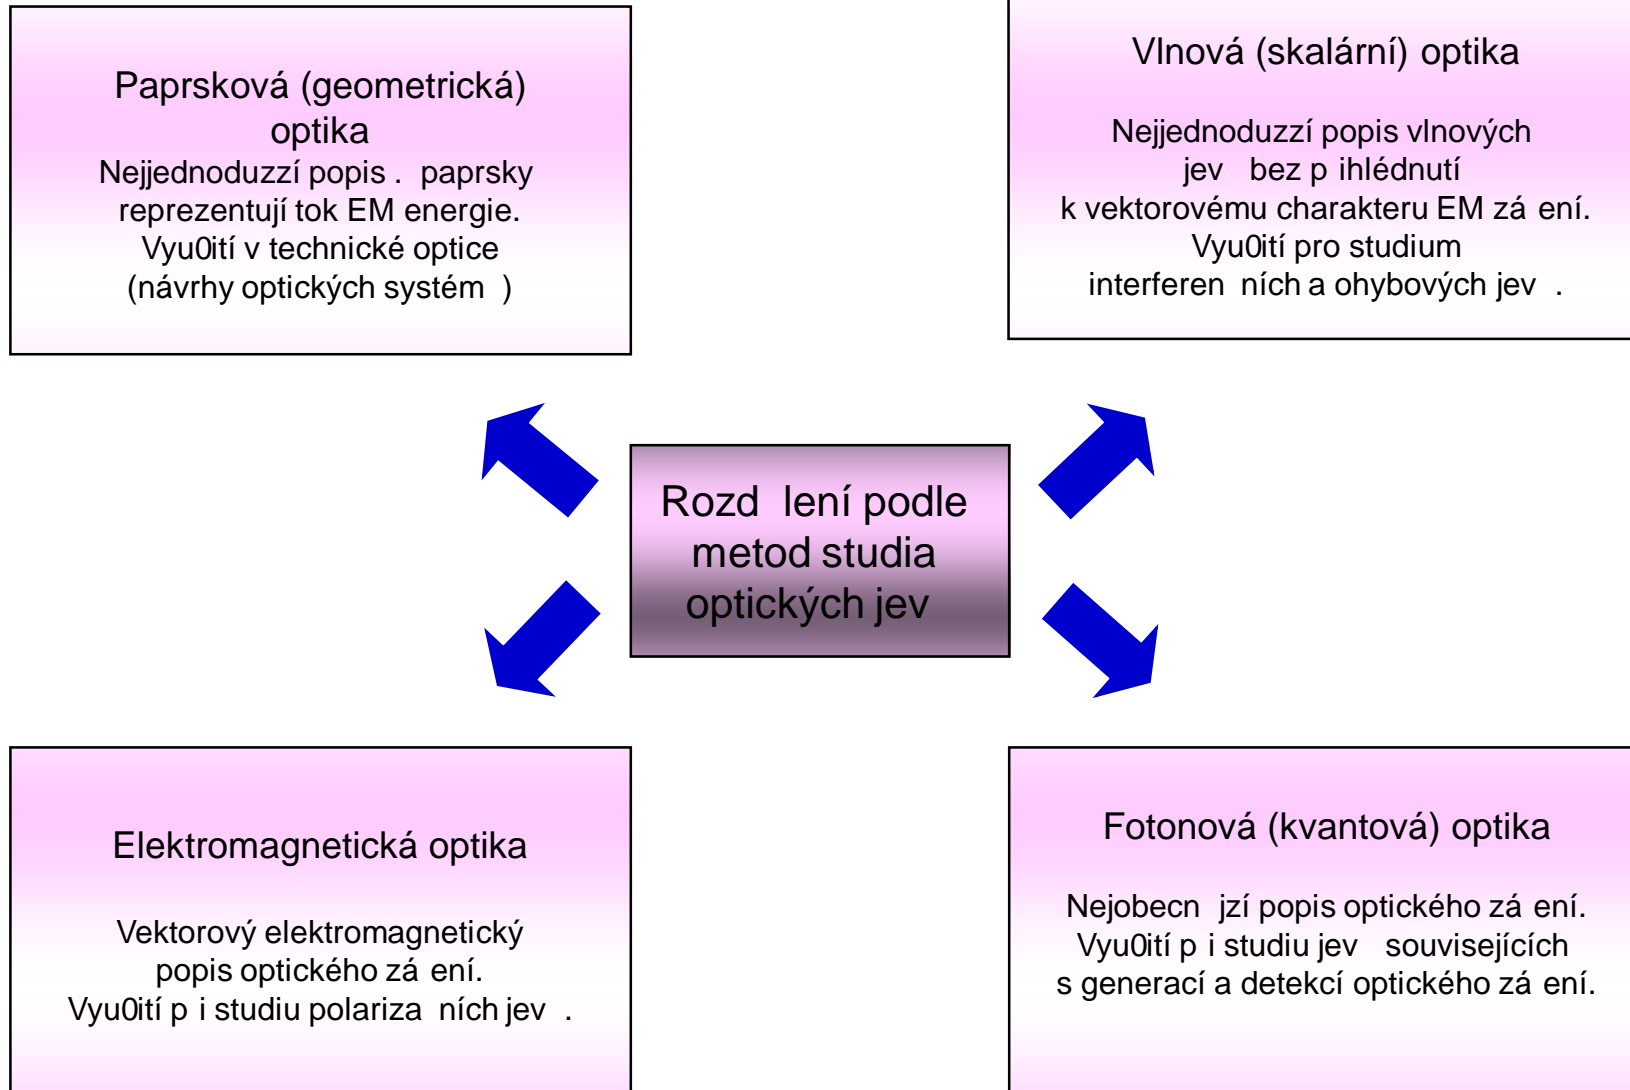 Paprsková (geometrická)
optika
Nejjednoduzzí popis . paprsky
reprezentují tok EM energie.
Vyu0ití v technické optice
(návrhy optických systém )
Vlnová (skalární) optika
Nejjednoduzzí popis vlnových
jev bez p ihlédnutí
k vektorovému charakteru EM zá ení.
Vyu0ití pro studium
interferen ních a ohybových jev .
Rozd lení podle
metod studia
optických jev
Elektromagnetická optika
Vektorový elektromagnetický
popis optického zá ení.
Vyu0ití p i studiu polariza ních jev .
Fotonová (kvantová) optika
Nejobecn jzí popis optického zá ení.
Vyu0ití p i studiu jev souvisejících
s generací a detekcí optického zá ení.